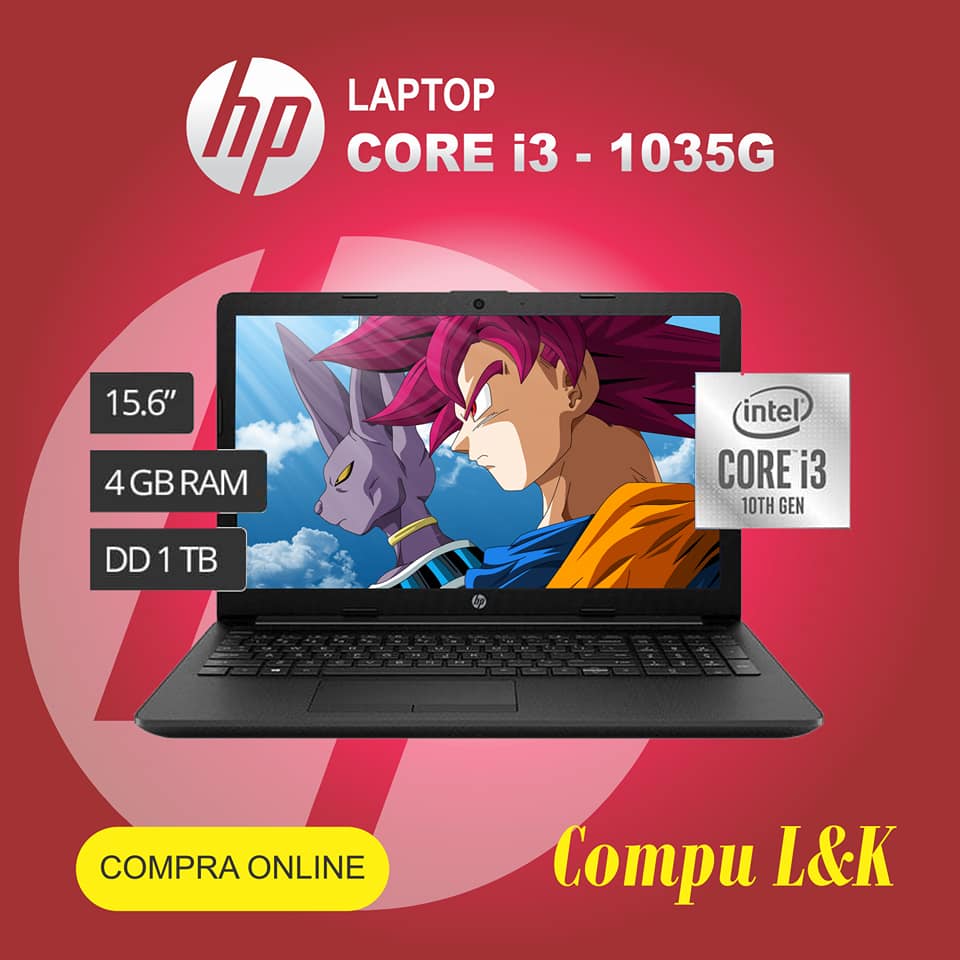 hp
LAPTOP
CORE i3 - 1035G
15.6”
4 GB RAM
DD 1 TB
intel®
CORE™ i3
10TH GEN
hp
COMPRA ONLINE
Compu L&K